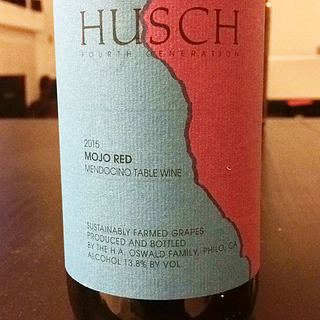 HUSCH
FOURTH GENERATION
2015
MOJO RED
MENDOCINO TABLE WINE
SUSTAINABLY FARMED GRAPES
PRODUCED AND BOTTLED
BY THE H.A. OSWALD FAMILY, PHILO, CA
ALCOHOL 13.8% BY VOL.